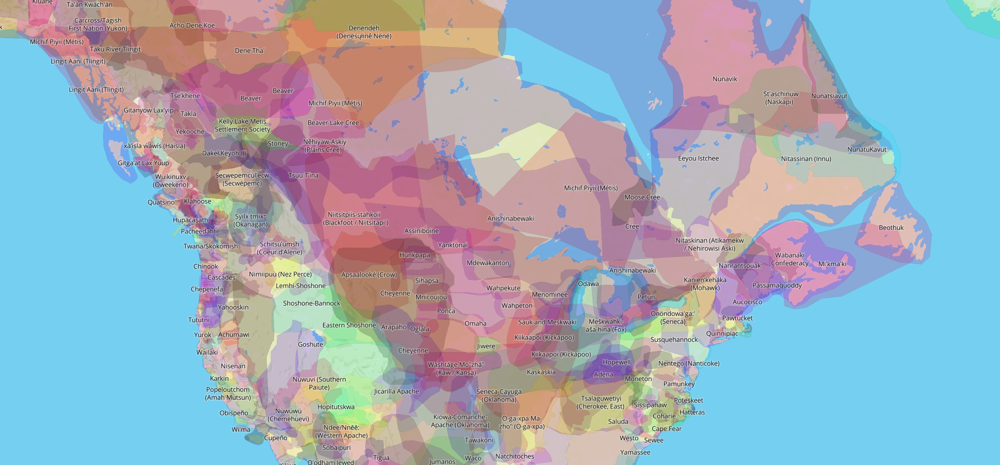 Kluane
Ta'an Kwäch'än
Carcross/Tagish
First Nation (Yukon)
Acho Dene Koe
Denendeh
(Dënësųłinë́ Nëné)
Michif Piyii (Métis)
Taku River Tlingit
Dene Tha'
Lingít Aaní (Tlingit)
Nunavik
Lingít Aaní (Tlingit)
Beaver
Tse'khene
Beaver
St'aschinuw
(Naskapi)
Nunatsiavut
Michif Piyii (Métis)
Gitanyow Lax'yip
Takla
Kelly Lake Metis
Settlement Society
Beaver Lake Cree
Yekooche
Stoney
Nêhiyaw-Askiy
(Plains Cree)
x̣àʼisla w̓áwís (Haisla)
NunatuKavut
Dakeł Keyoh ( )
Eeyou Istchee
Nitassinan (Innu)
Gitga'at Lax Yuup
Wuikinuxv
(Oweekeno)
Secwepemcúl'ecw
(Secwépemc)
Tsuu T'ina
Michif Piyii (Métis)
Moose Cree
Quatsino
Klahoose
Hupacasath
Syilx tmixʷ
(Okanagan)
Niitsítpiis-stahkoii
(Blackfoot / Niitsítapi )
Anishinabewaki
Cree
Beothuk
Pacheedaht
Assiniboine
Twana/Skokomish
Schitsu'umsh
(Coeur d'Alene)
Yanktonai
Nitaskinan (Atikamekw
/ Nehirowisi Aski)
Hunkpapa
Mdewakanton
Wabanaki
Confederacy
Mi'kma'ki
Chinook
Nanrantsouak
Nimiipuu (Nez Perce)
Apsaalooké (Crow)
Anishinabewaki
Cascades
Sihapsa
Odawa
Kanien'kehá:ka
(Mohawk)
Passamaquoddy
Lemhi-Shoshone
Chepenefa
Cheyenne
Wahpekute
Menominee
Mnicoujou
Petun
Shoshone-Bannock
Aucocisco
Yahooskin
Wahpeton
Ponca
Onöndowa'ga:'
(Seneca)
Tututni
Pawtucket
Eastern Shoshone
Arapaho
Oglala
Omaha
Sauk and Meskwaki
Meškwahki·
aša·hina (Fox)
Yurok
Achumawi
Quinnipiac
Kiikaapoi (Kickapoo)
Susquehannock
Goshute
Jiwere
Wailaki
Cheyenne
Kiikaapoi (Kickapoo)
Nisenan
Washtáge Moⁿzháⁿ
(Kaw / Kansa)
Hopewell
Nentego (Nanticoke)
Karkin
Kaskaskia
Adena
Moneton
Nuwuvi (Southern
Paiute)
Pamunkey
Popeloutchom
(Amah Mutsun)
Jicarilla Apache
Seneca-Cayuga
(Oklahoma)
Tsalaguwetiyi
(Cherokee, East)
Poteskeet
Sissipahaw
Hopitutskwa
Obispeño
Nüwüwü
(Chemehuevi)
Hatteras
Coharie
Kiowa-Comanche-
Apache (Oklahoma)
O-ga-xpa Ma-
zhoⁿ (O-ga-xpa)
Saluda
Wi'ma
Ndee/Nnēē:
(Western Apache)
Cape Fear
Cupeño
Tawakoni
Westo
Sewee
Sobaipuri
Yamassee
Tigua
Natchitoches
Waco
Jumanos
O'odham Jewed
Kiliwa